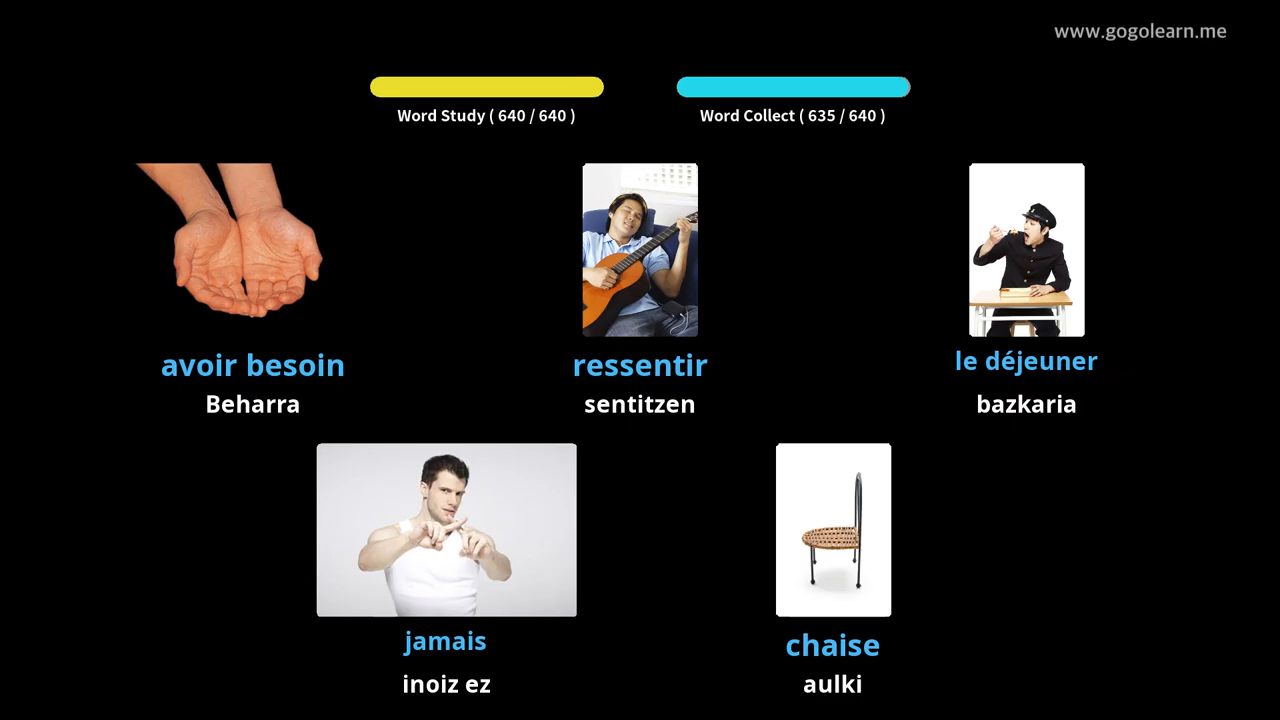 www.gogolearn.me
Word Study ( 640 / 640 )
Word Collect ( 635 / 640 )
avoir besoin
Beharra
ressentir
sentitzen
le déjeuner
bazkaria
jamais
inoiz ez
chaise
aulki